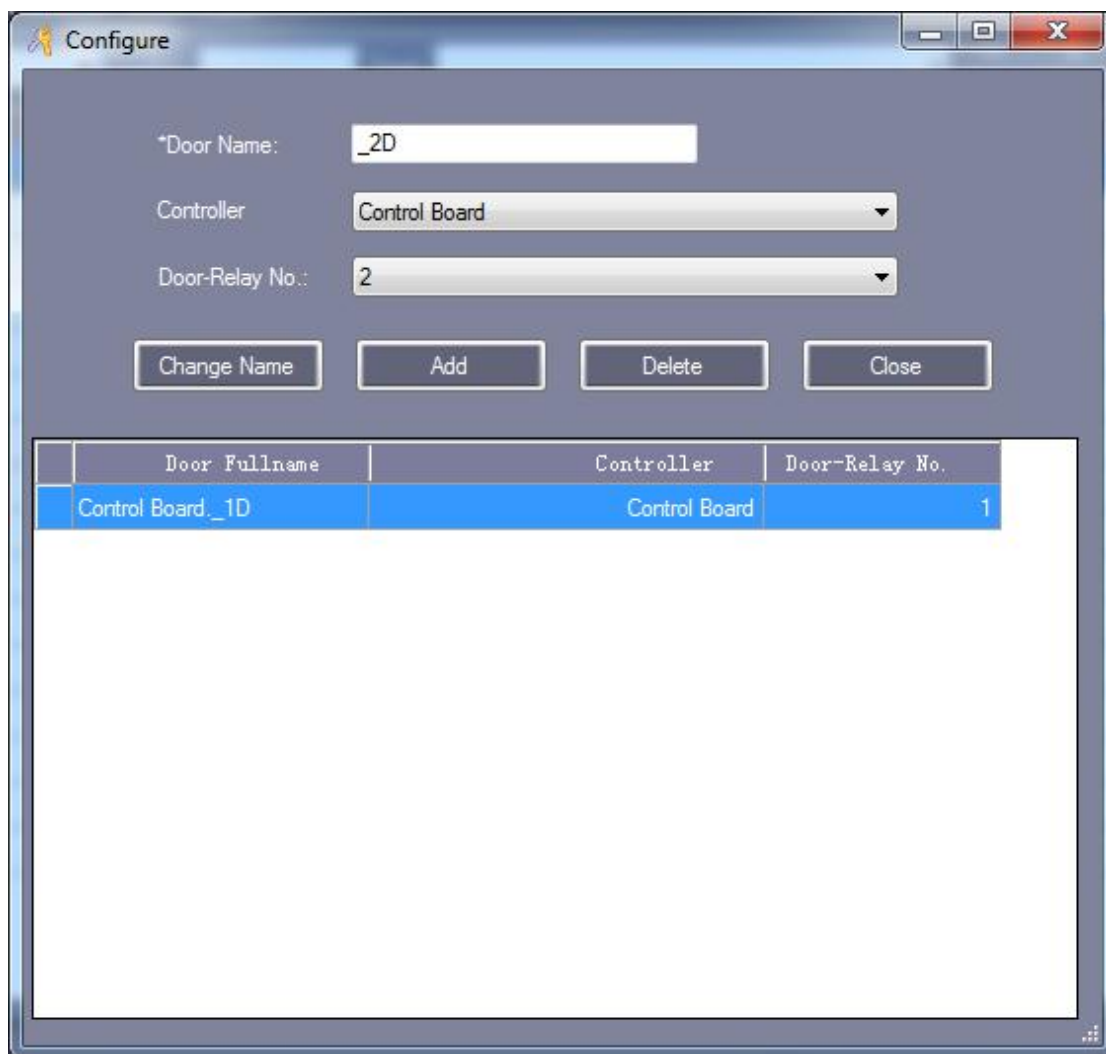 Configure
*Door Name: _2D
Controller Control Board
Door-Relay No.: 2
Change Name Add Delete Close
Door Fullname Controller Door-Relay No.
Control Board._1D Control Board 1